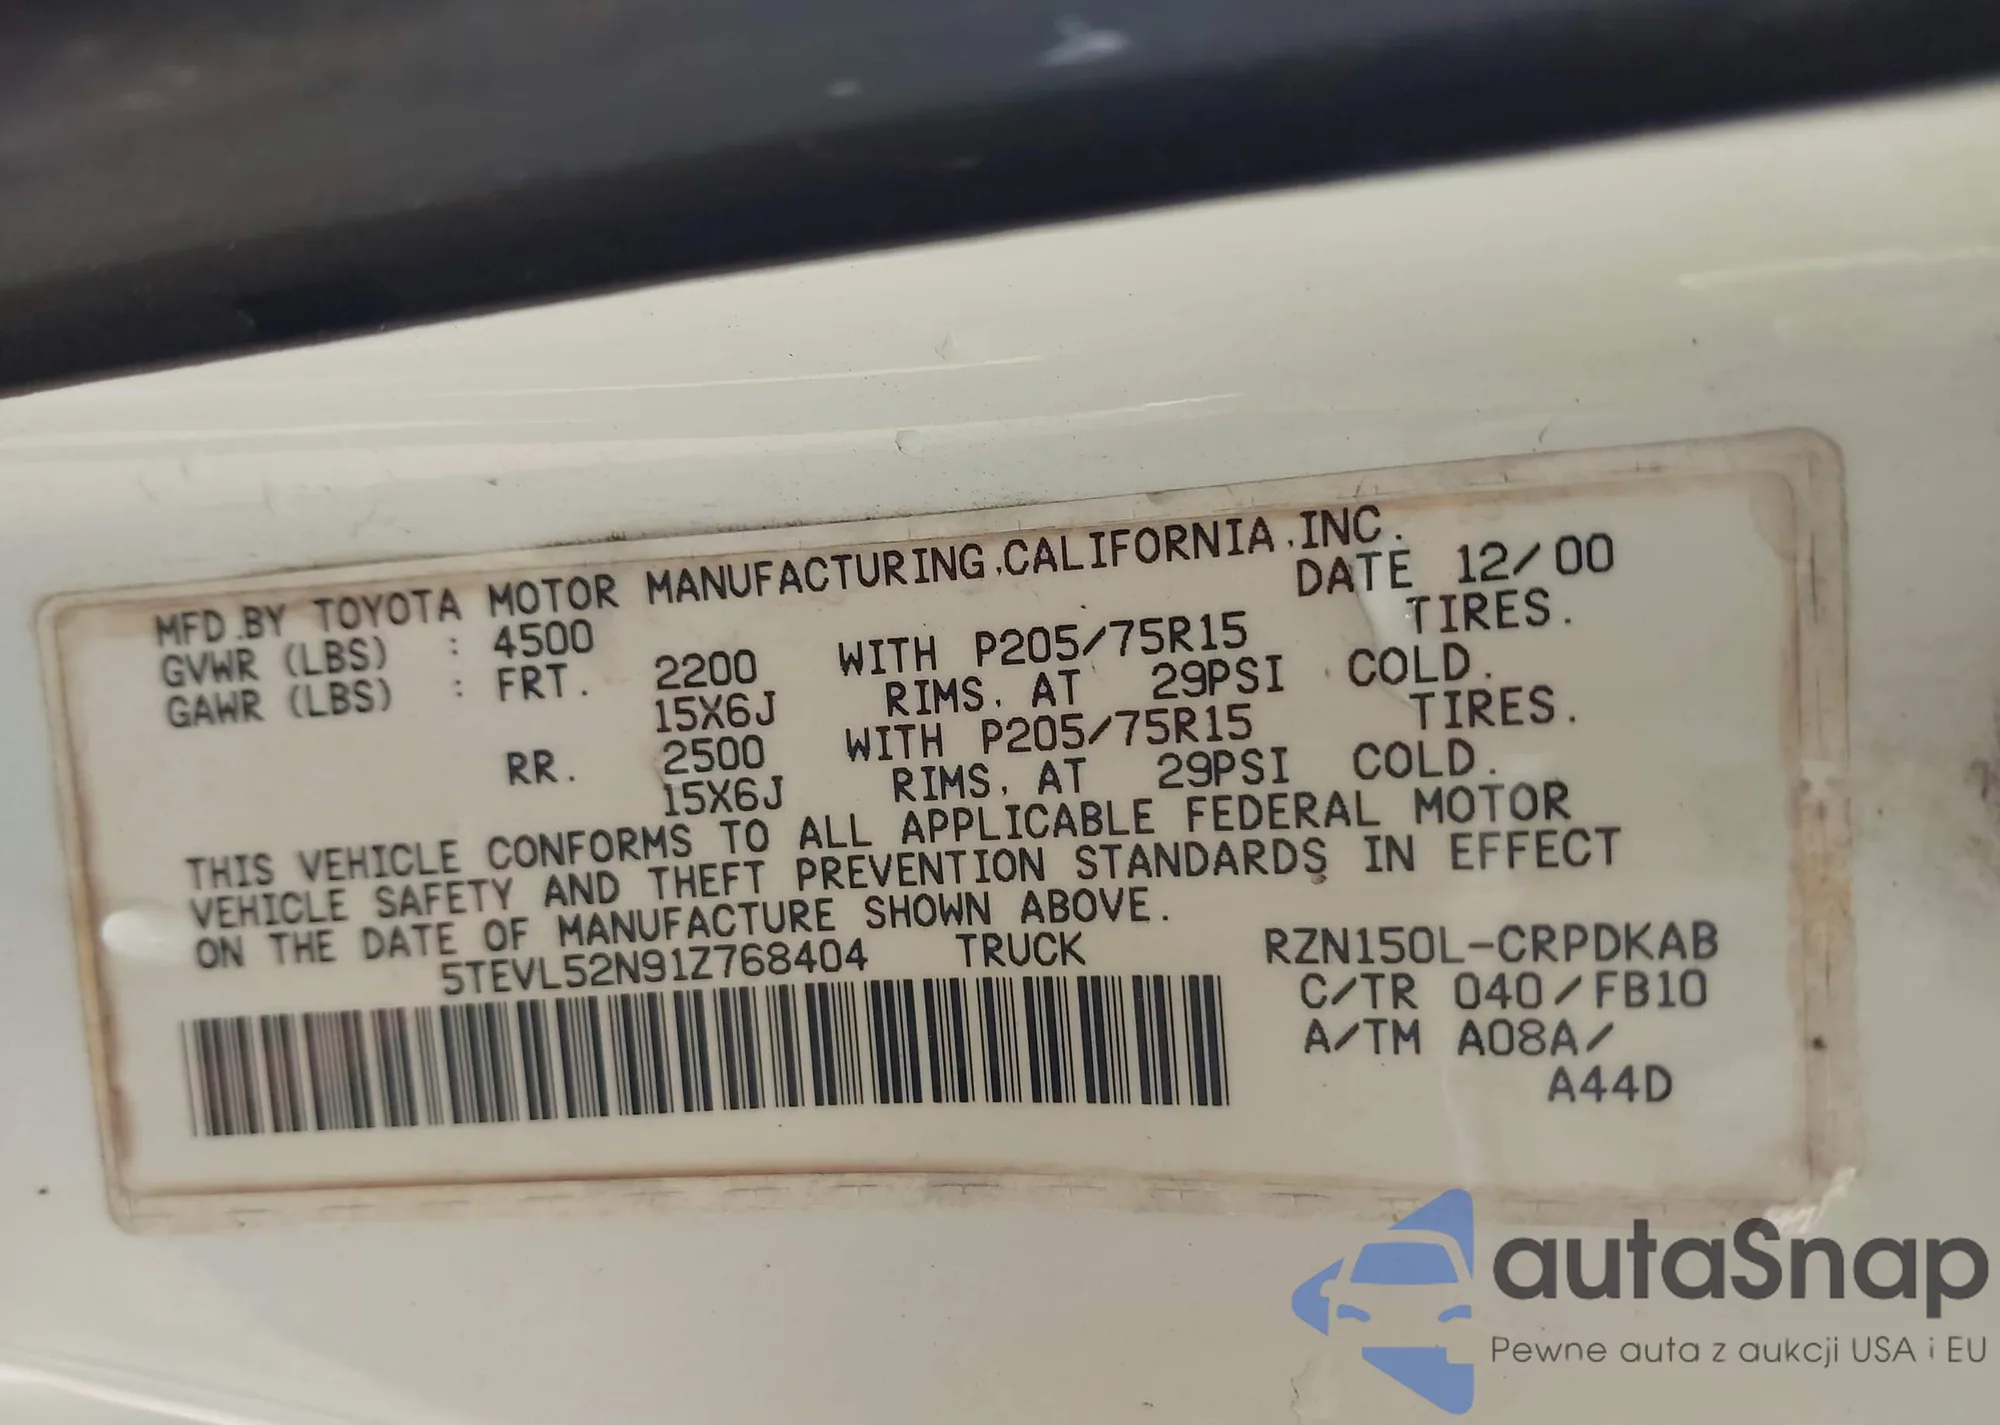 MFD.BY TOYOTA MOTOR MANUFACTURING,CALIFORNIA,INC.
GVWR (LBS) : 4500 DATE 12/00
GAWR (LBS) : FRT. 2200 WITH P205/75R15 TIRES.
15X6J RIMS, AT 29PSI COLD.
RR. 2500 WITH P205/75R15 TIRES.
15X6J RIMS, AT 29PSI COLD.
THIS VEHICLE CONFORMS TO ALL APPLICABLE FEDERAL MOTOR
VEHICLE SAFETY AND THEFT PREVENTION STANDARDS IN EFFECT
ON THE DATE OF MANUFACTURE SHOWN ABOVE.
5TEVL52N91Z768404 TRUCK RZN150L-CRPDKAB
C/TR 040/FB10
A/TM A08A/
A44D
autaSnap
Pewne auta z aukcji USA i EU